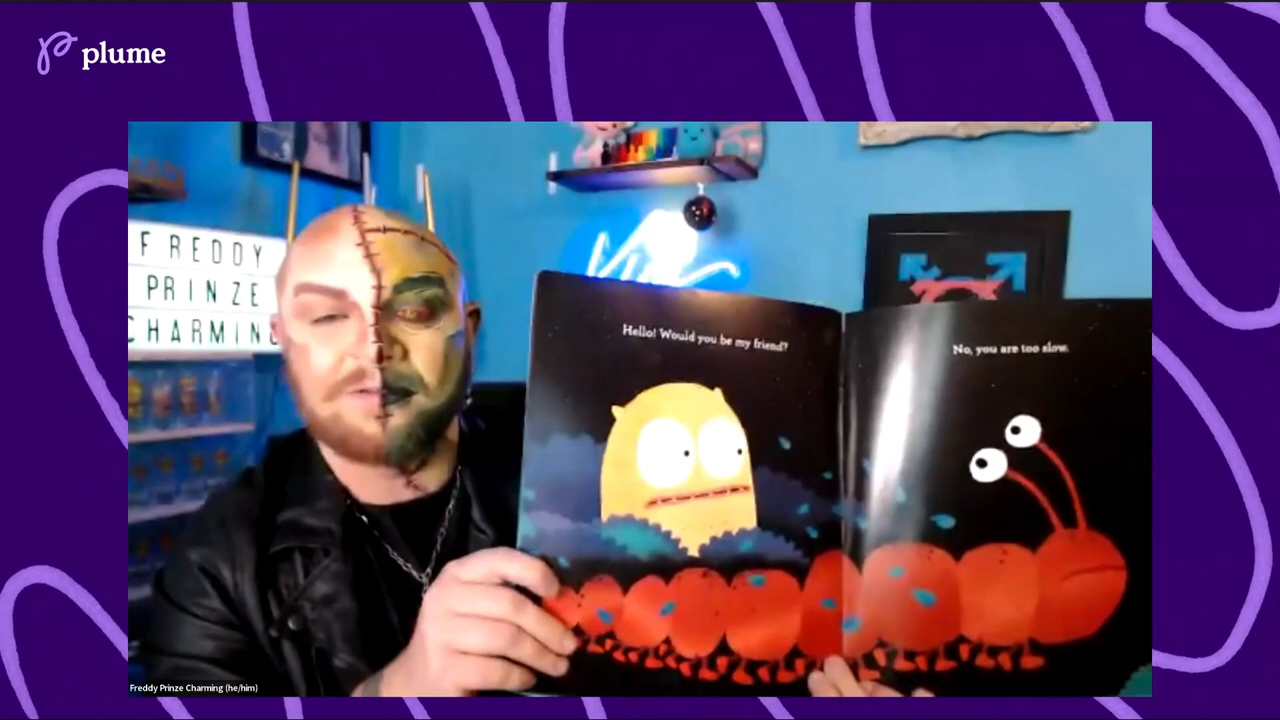 plume
FREDDY
PRINZE
CHARMING
Hello! Would you be my friend?
No, you are too slow.
Freddy Prinze Charming (he/him)